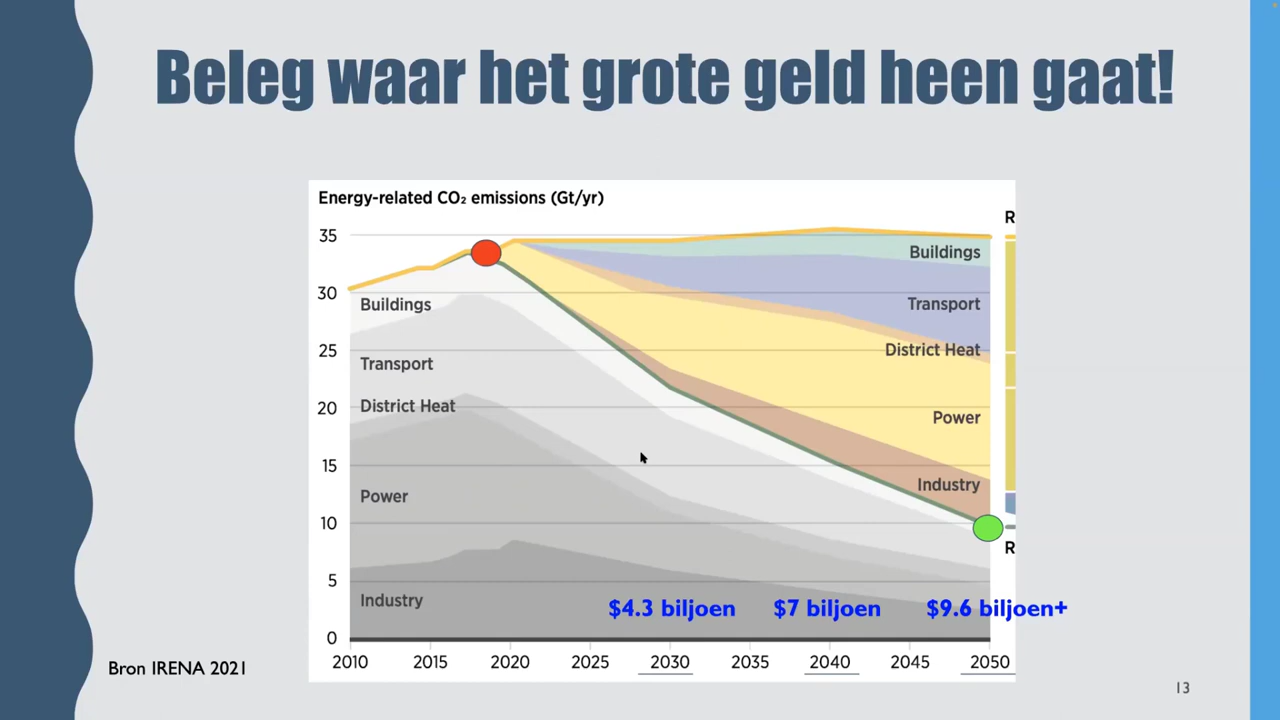 Beleg waar het grote geld heen gaat!
Energy-related CO₂ emissions (Gt/yr)
R
35
Buildings
30
Buildings
Transport
25
Transport
District Heat
20
District Heat
Power
15
Power
Industry
10
R
5
Industry
$4.3 biljoen $7 biljoen $9.6 biljoen+
0
2010 2015 2020 2025 2030 2035 2040 2045 2050
Bron IRENA 2021
13